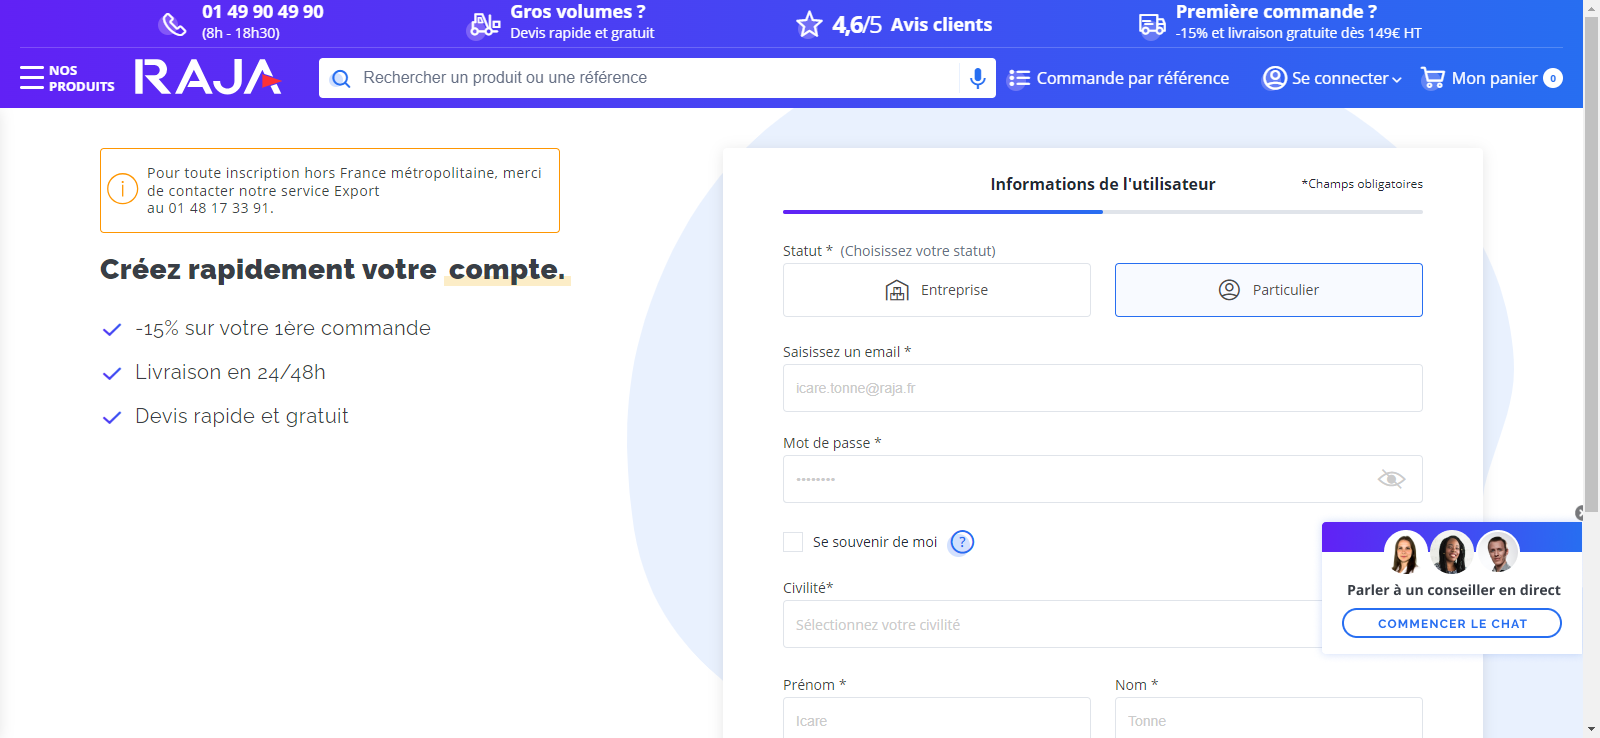 01 49 90 49 90
(8h - 18h30)
Gros volumes ?
Devis rapide et gratuit
4,6/5 Avis clients
Première commande ?
-15% et livraison gratuite dès 149€ HT
NOS
PRODUITS
RAJA
Rechercher un produit ou une référence
Commande par référence
Se connecter
Mon panier 0
Pour toute inscription hors France métropolitaine, merci
de contacter notre service Export
au 01 48 17 33 91.
Créez rapidement votre compte.
-15% sur votre 1ère commande
Livraison en 24/48h
Devis rapide et gratuit
Informations de l'utilisateur
*Champs obligatoires
Statut * (Choisissez votre statut)
Entreprise
Particulier
Saisissez un email *
icare.tonne@raja.fr
Mot de passe *
••••••••
Se souvenir de moi ?
Civilité*
Sélectionnez votre civilité
Prénom *
Nom *
Icare
Tonne
Parler à un conseiller en direct
COMMENCER LE CHAT